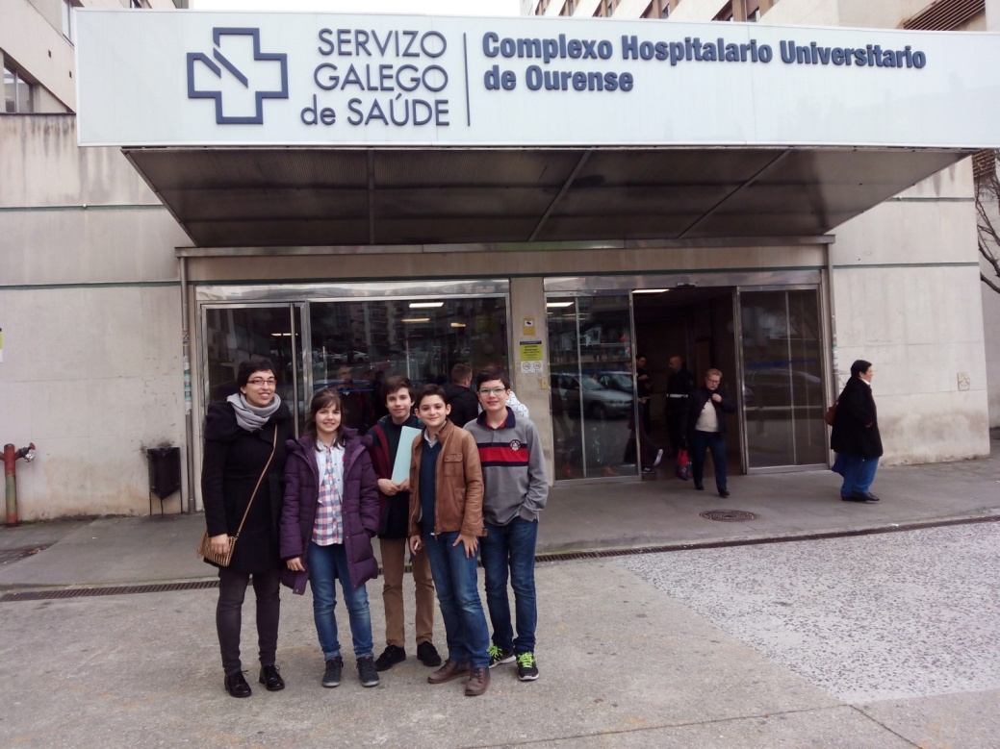 SERVIZO
GALEGO
de SAÚDE
Complexo Hospitalario Universitario
de Ourense